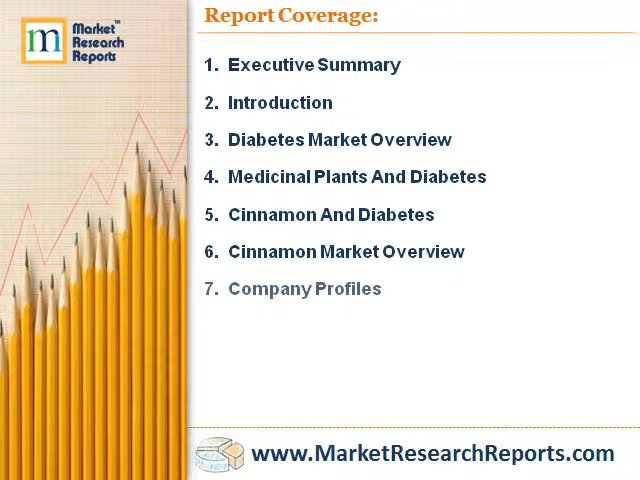 m
Market™
Research
Reports
Report Coverage:
1. Executive Summary
2. Introduction
3. Diabetes Market Overview
4. Medicinal Plants And Diabetes
5. Cinnamon And Diabetes
6. Cinnamon Market Overview
7. Company Profiles
www.MarketResearchReports.com